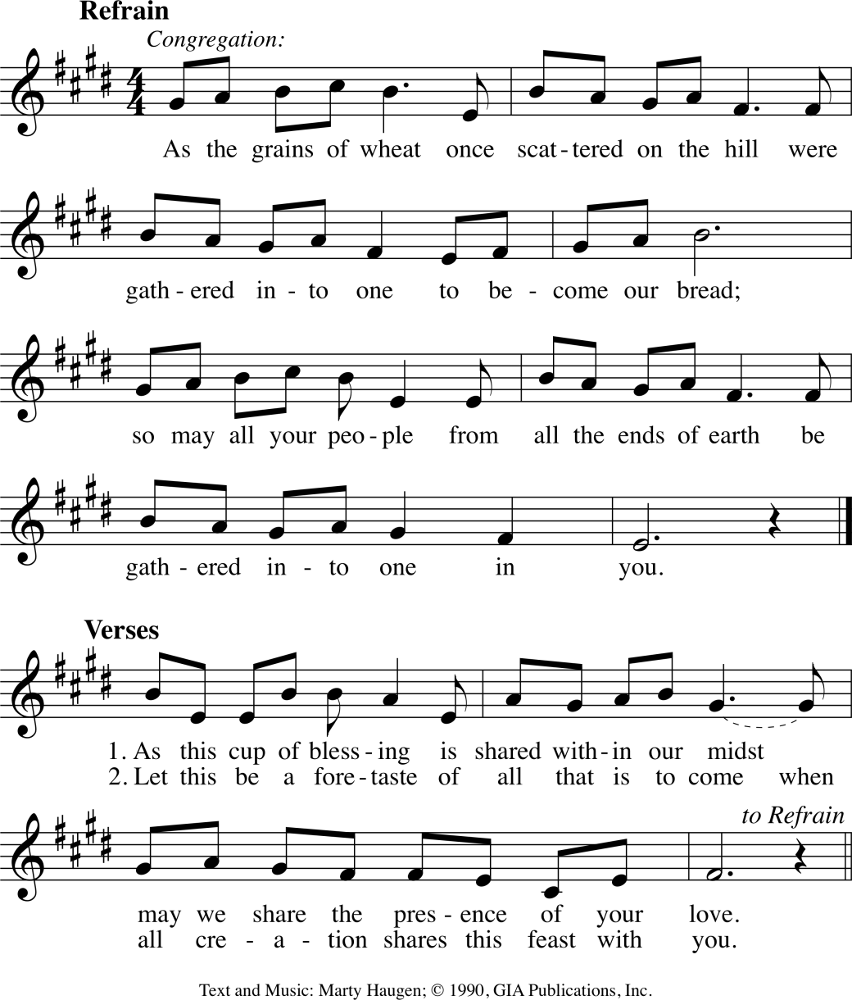 Refrain
Congregation:
4
4
As the grains of wheat once scat - tered on the hill were
gath - ered in - to one to be - come our bread;
so may all your peo - ple from all the ends of earth be
gath - ered in - to one in you.
Verses
1. As this cup of bless - ing is shared with - in our midst
2. Let this be a fore - taste of all that is to come when
to Refrain
may we share the pres - ence of your love.
all cre - a - tion shares this feast with you.
Text and Music: Marty Haugen; © 1990, GIA Publications, Inc.